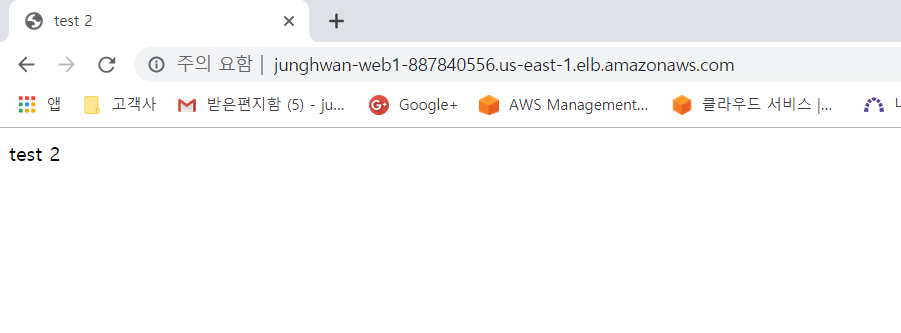 test 2
주의 요함 | junghwan-web1-887840556.us-east-1.elb.amazonaws.com
앱 고객사 받은편지함 (5) - ju... Google+ AWS Management... 클라우드 서비스 |...
test 2